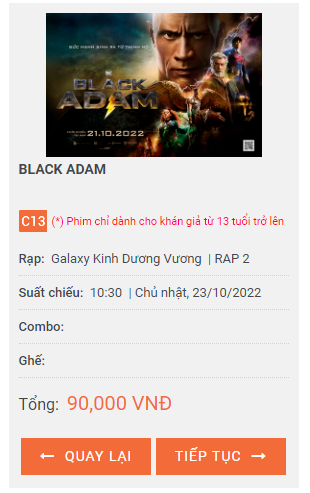 BLACK
ADAM
21.10.2022
BLACK ADAM
C13 (*) Phim chỉ dành cho khán giả từ 13 tuổi trở lên
Rạp: Galaxy Kinh Dương Vương | RAP 2
Suất chiếu: 10:30 | Chủ nhật, 23/10/2022
Combo:
Ghế:
Tổng: 90,000 VNĐ
← QUAY LẠI
TIẾP TỤC →